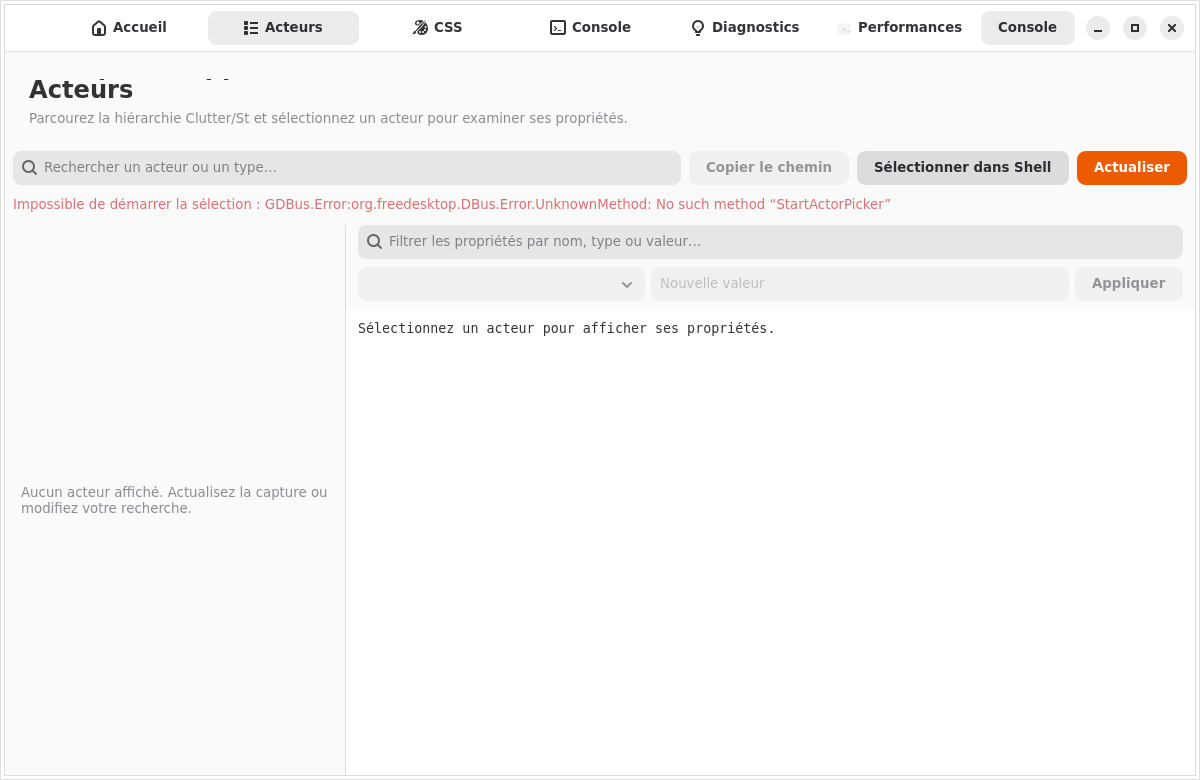 Accueil
Acteurs
CSS
Console
Diagnostics
Performances
Console
Acteurs
Parcourez la hiérarchie Clutter/St et sélectionnez un acteur pour examiner ses propriétés.
Rechercher un acteur ou un type…
Copier le chemin
Sélectionner dans Shell
Actualiser
Impossible de démarrer la sélection : GDBus.Error:org.freedesktop.DBus.Error.UnknownMethod: No such method “StartActorPicker”
Filtrer les propriétés par nom, type ou valeur…
Nouvelle valeur
Appliquer
Sélectionnez un acteur pour afficher ses propriétés.
Aucun acteur affiché. Actualisez la capture ou
modifiez votre recherche.